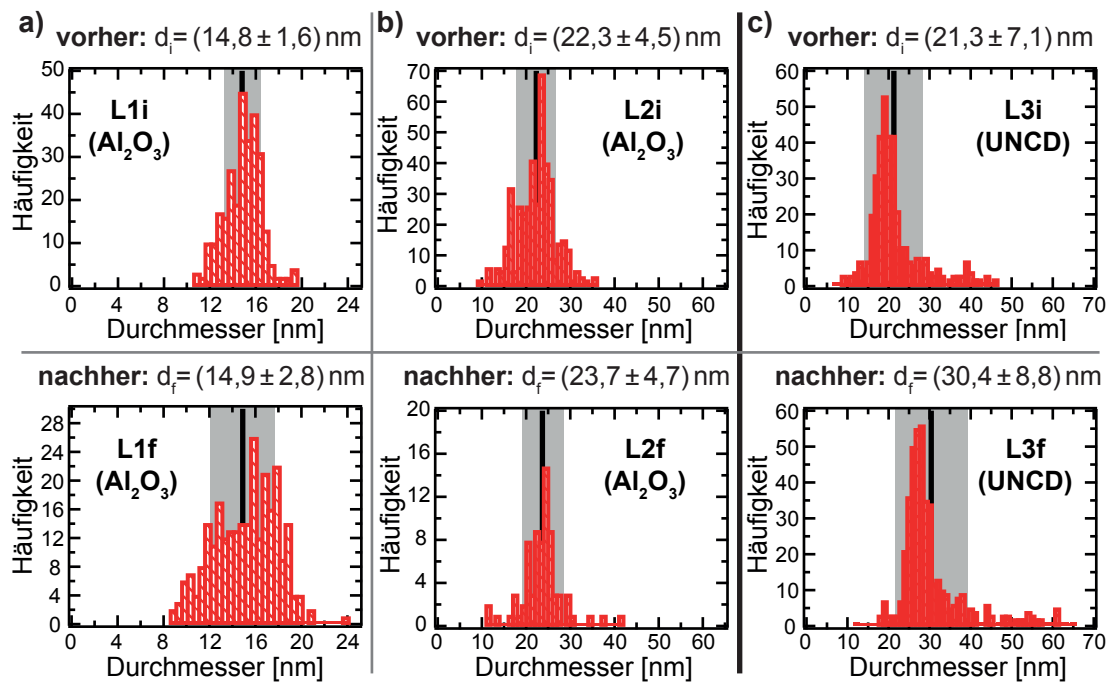 a)
vorher: dᵢ = (14,8 ± 1,6) nm
50
40
30
20
10
0
Häufigkeit
L1i
(Al₂O₃)
0 4 8 12 16 20 24
Durchmesser [nm]
b)
vorher: dᵢ = (22,3 ± 4,5) nm
70
60
50
40
30
20
10
0
Häufigkeit
L2i
(Al₂O₃)
0 10 20 30 40 50 60
Durchmesser [nm]
c)
vorher: dᵢ = (21,3 ± 7,1) nm
60
50
40
30
20
10
0
Häufigkeit
L3i
(UNCD)
0 10 20 30 40 50 60 70
Durchmesser [nm]
nachher: d_f = (14,9 ± 2,8) nm
28
24
20
16
12
8
4
0
Häufigkeit
L1f
(Al₂O₃)
0 4 8 12 16 20 24
Durchmesser [nm]
nachher: d_f = (23,7 ± 4,7) nm
20
16
12
8
4
0
Häufigkeit
L2f
(Al₂O₃)
0 10 20 30 40 50 60
Durchmesser [nm]
nachher: d_f = (30,4 ± 8,8) nm
60
50
40
30
20
10
0
Häufigkeit
L3f
(UNCD)
0 10 20 30 40 50 60 70
Durchmesser [nm]